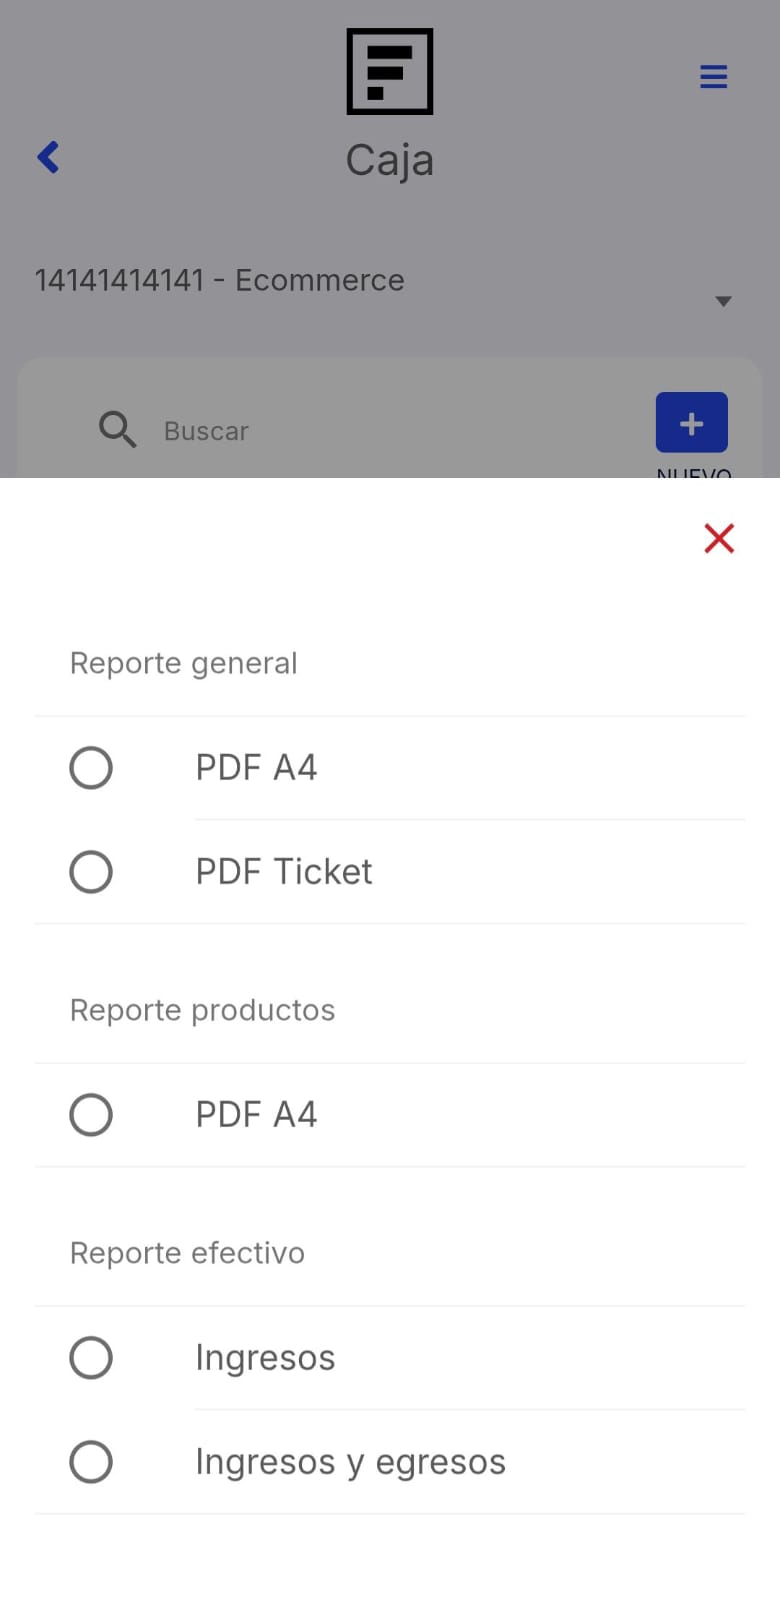 Caja
14141414141 - Ecommerce
Buscar
NUEVO
Reporte general
PDF A4
PDF Ticket
Reporte productos
PDF A4
Reporte efectivo
Ingresos
Ingresos y egresos